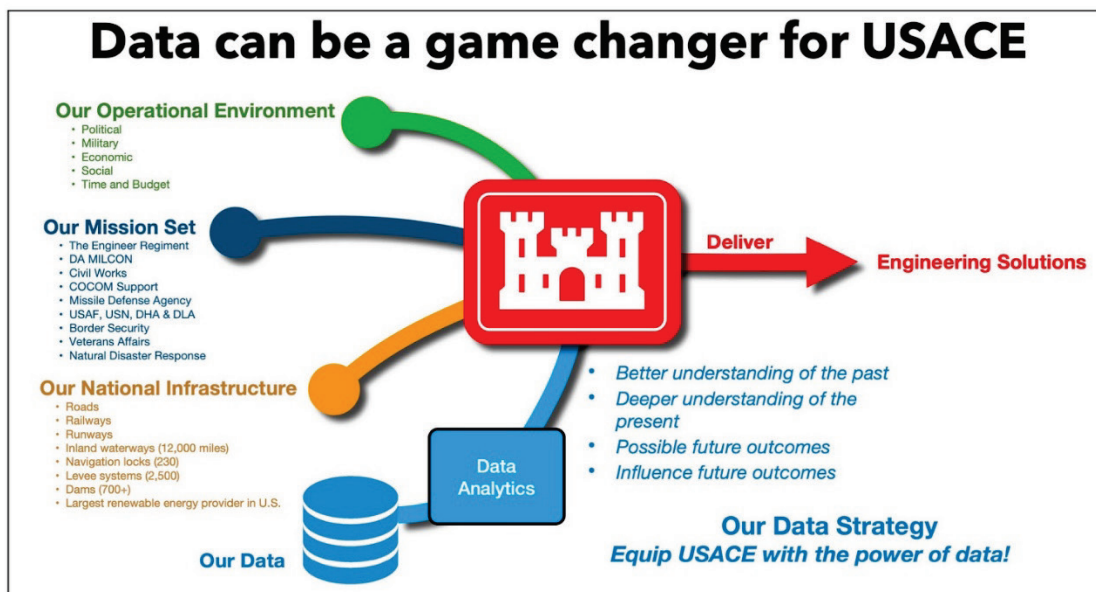 Data can be a game changer for USACE
Our Operational Environment
• Political
• Military
• Economic
• Social
• Time and Budget
Our Mission Set
• The Engineer Regiment
• DA MILCON
• Civil Works
• COCOM Support
• Missile Defense Agency
• USAF, USN, DHA & DLA
• Border Security
• Veterans Affairs
• Natural Disaster Response
Our National Infrastructure
• Roads
• Railways
• Runways
• Inland waterways (12,000 miles)
• Navigation locks (230)
• Levee systems (2,500)
• Dams (700+)
• Largest renewable energy provider in U.S.
Our Data
Data
Analytics
Deliver
Engineering Solutions
• Better understanding of the past
• Deeper understanding of the
present
• Possible future outcomes
• Influence future outcomes
Our Data Strategy
Equip USACE with the power of data!